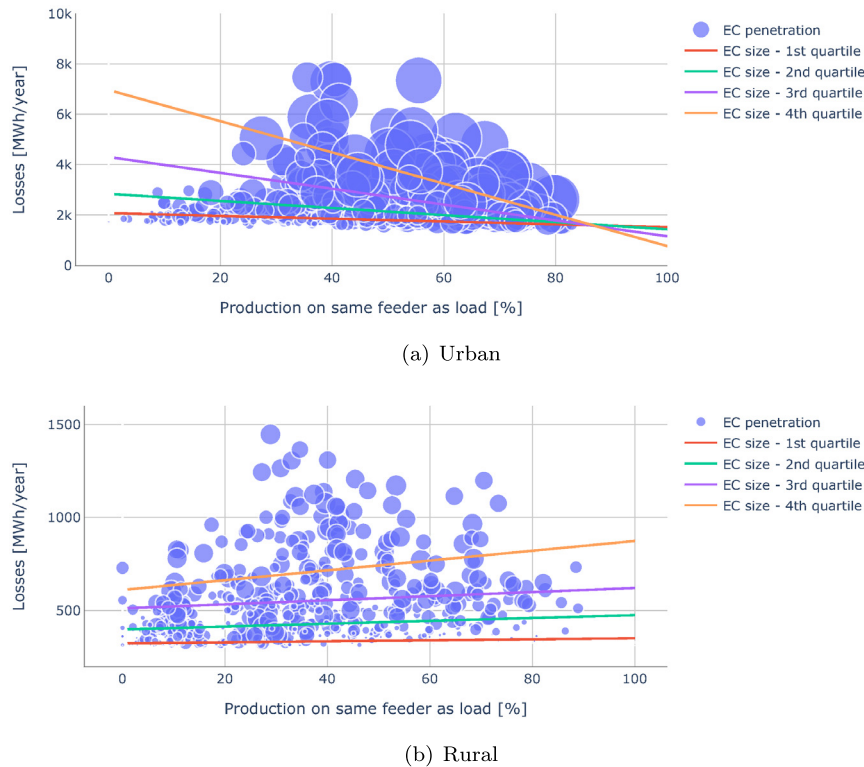 10k
8k
6k
4k
2k
0
Losses [MWh/year]
0 20 40 60 80 100
Production on same feeder as load [%]
EC penetration
EC size - 1st quartile
EC size - 2nd quartile
EC size - 3rd quartile
EC size - 4th quartile
(a) Urban
1500
1000
500
Losses [MWh/year]
0 20 40 60 80 100
Production on same feeder as load [%]
EC penetration
EC size - 1st quartile
EC size - 2nd quartile
EC size - 3rd quartile
EC size - 4th quartile
(b) Rural